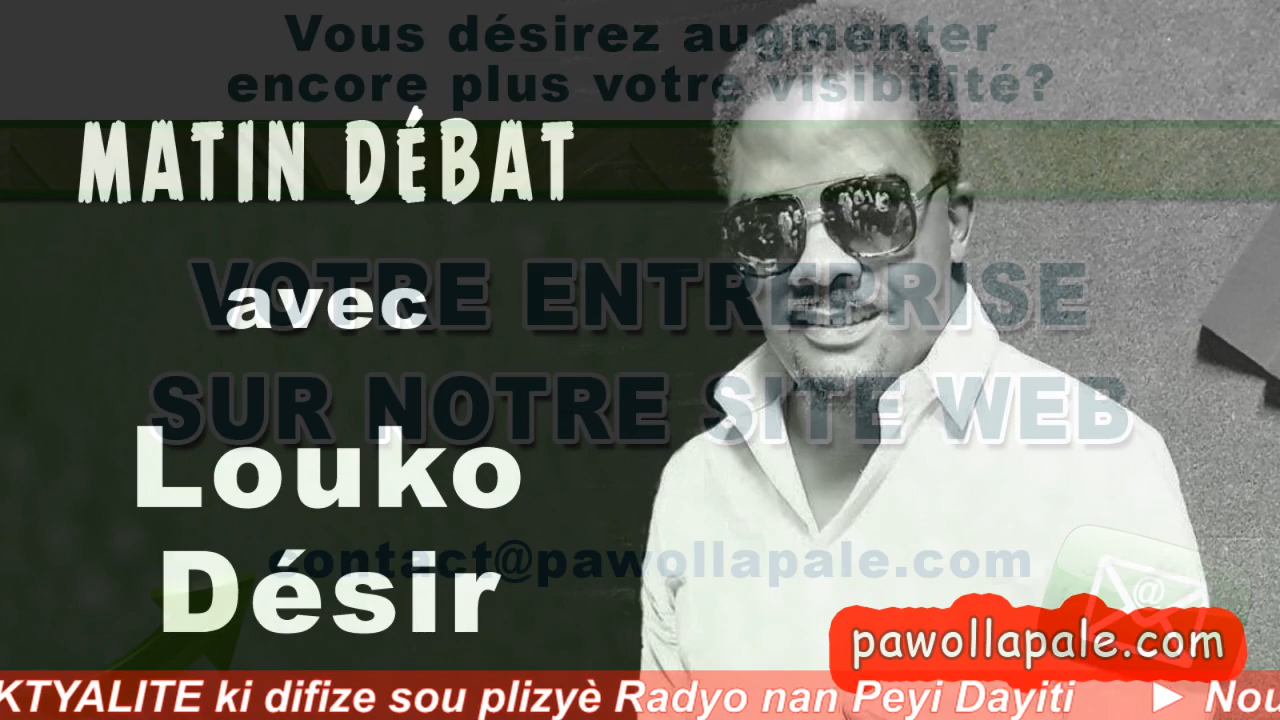 Vous désirez augmenter
encore plus votre visibilité?
MATIN DÉBAT
VOTRE ENTREPRISE
avec
SUR NOTRE SITE WEB
Louko
Désir
contact@pawollapale.com
@
pawollapale.com
KTYALITE ki difize sou plizyè Radyo nan Peyi Dayiti ► Nou